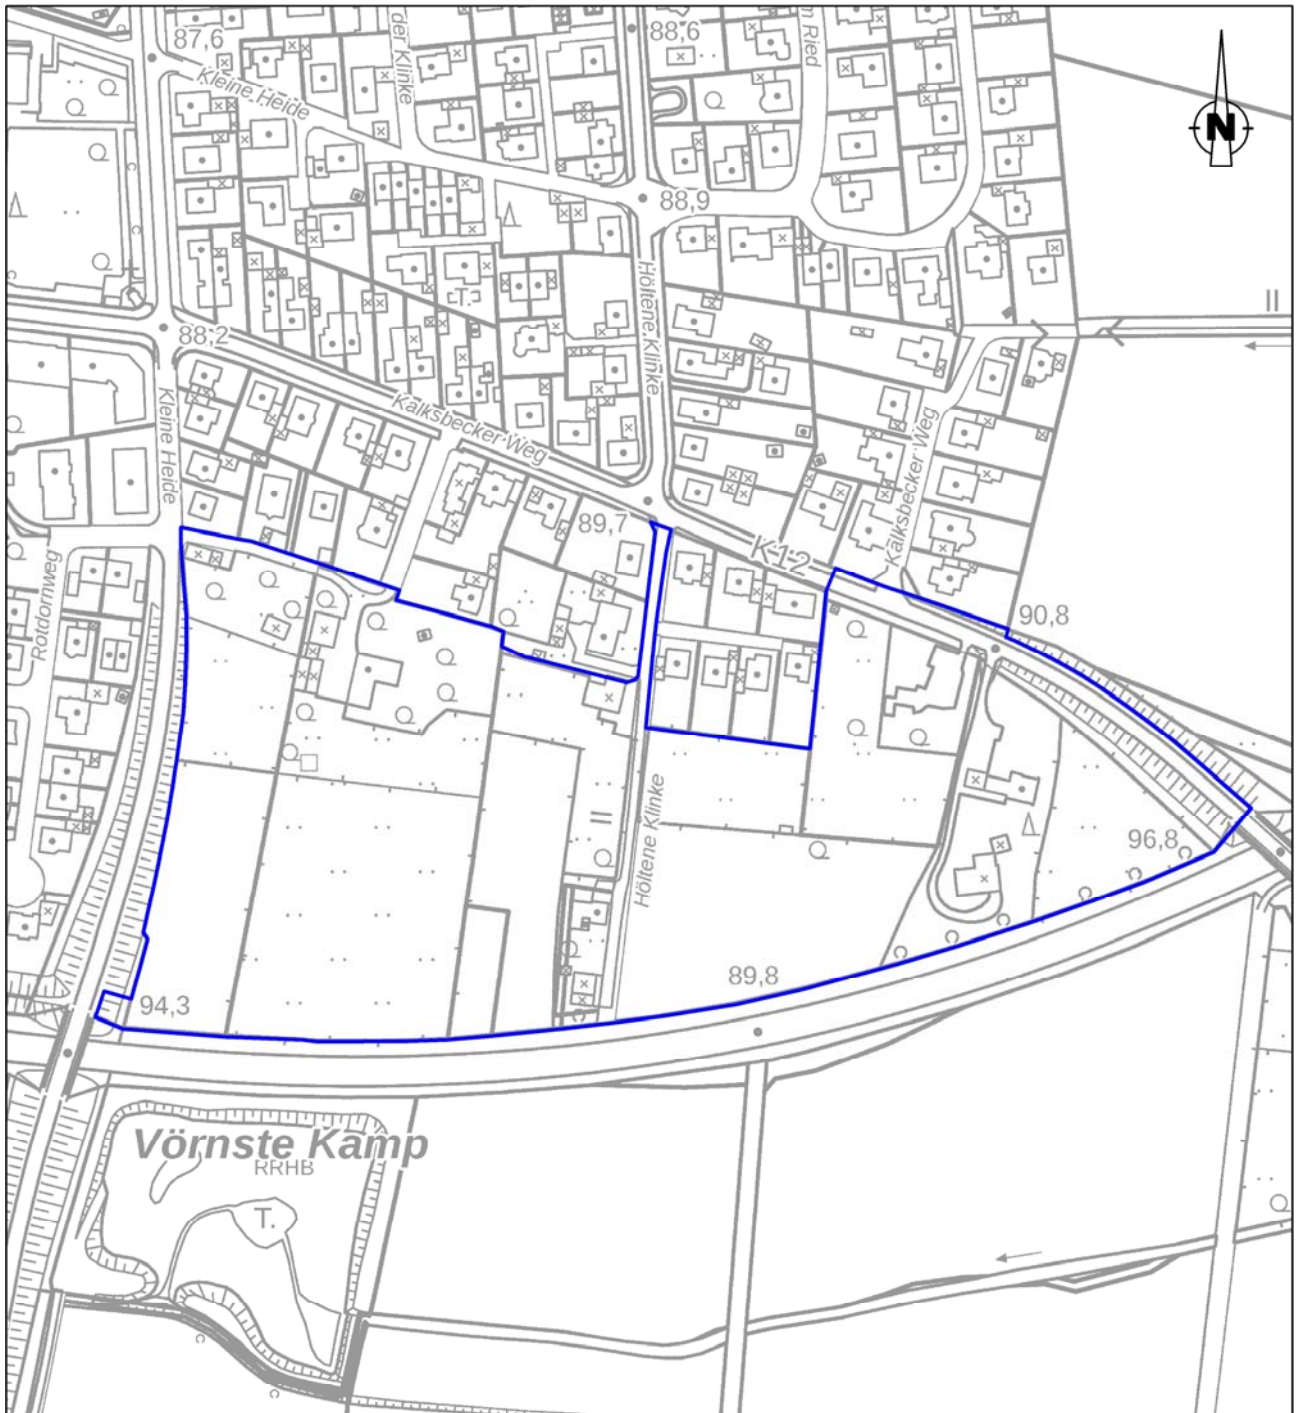 87,6
der Klinke
88,6
m Ried
Kleine Heide
N
88,9
Höltene Klinke
T.
II
88,2
Kleine Heide
Kalksbecker Weg
Kalksbecker Weg
89,7
K12
Rotdornweg
90,8
Höltene Klinke
II
96,8
89,8
94,3
Vörnste Kamp
RRHB
T.